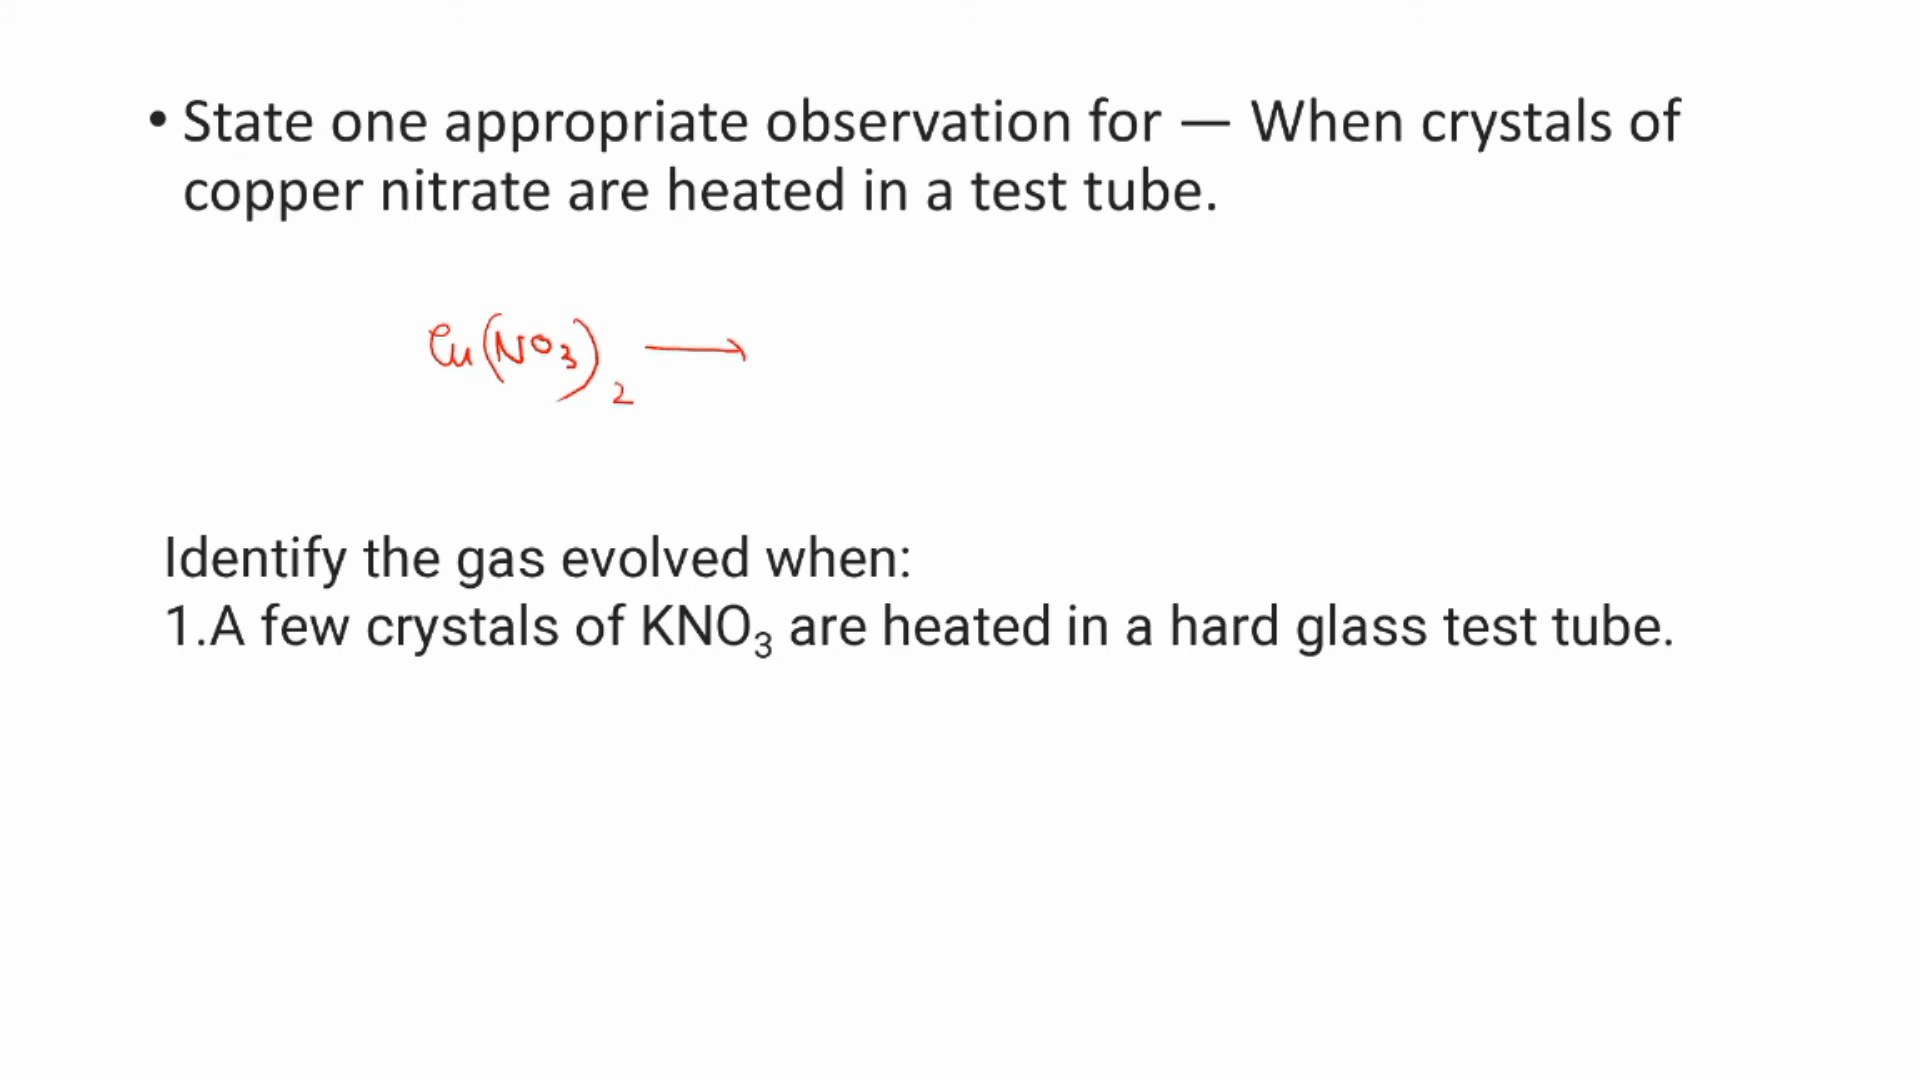 • State one appropriate observation for — When crystals of
copper nitrate are heated in a test tube.
Cu(NO₃)₂ ⟶
Identify the gas evolved when:
1.A few crystals of KNO₃ are heated in a hard glass test tube.